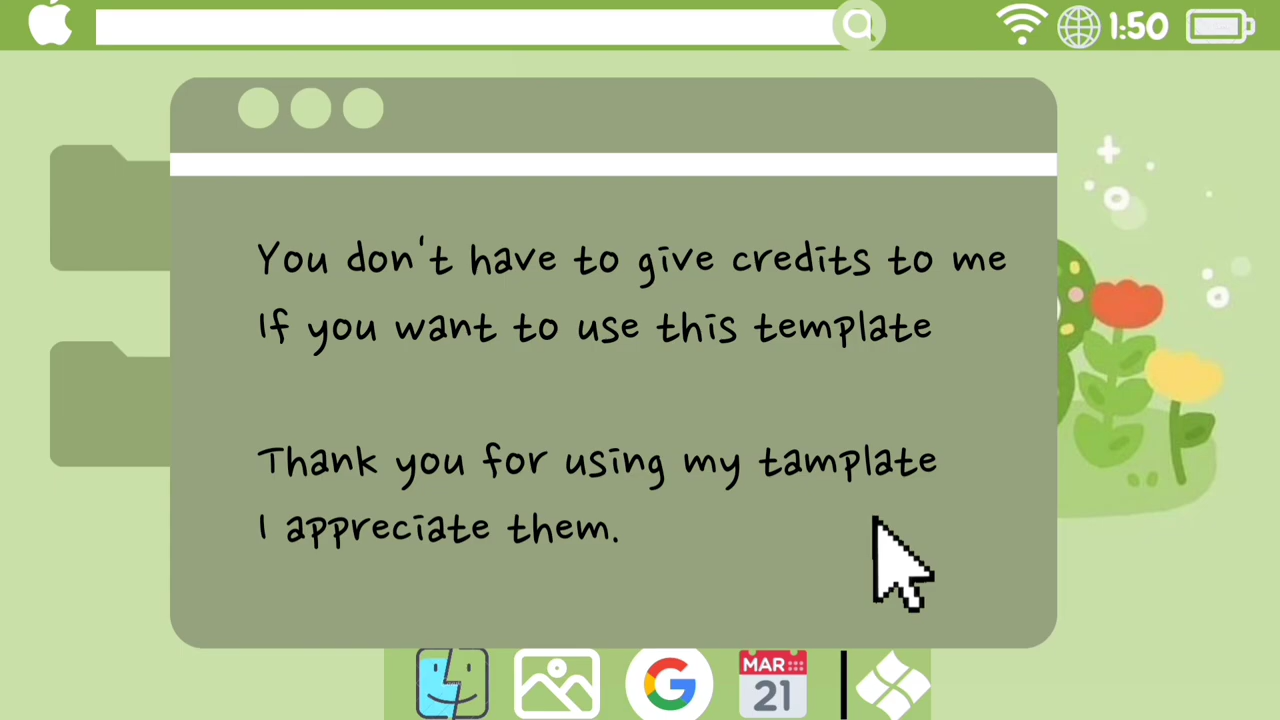 1:50
You don't have to give credits to me
If you want to use this template
Thank you for using my tamplate
I appreciate them.
G
MAR
21